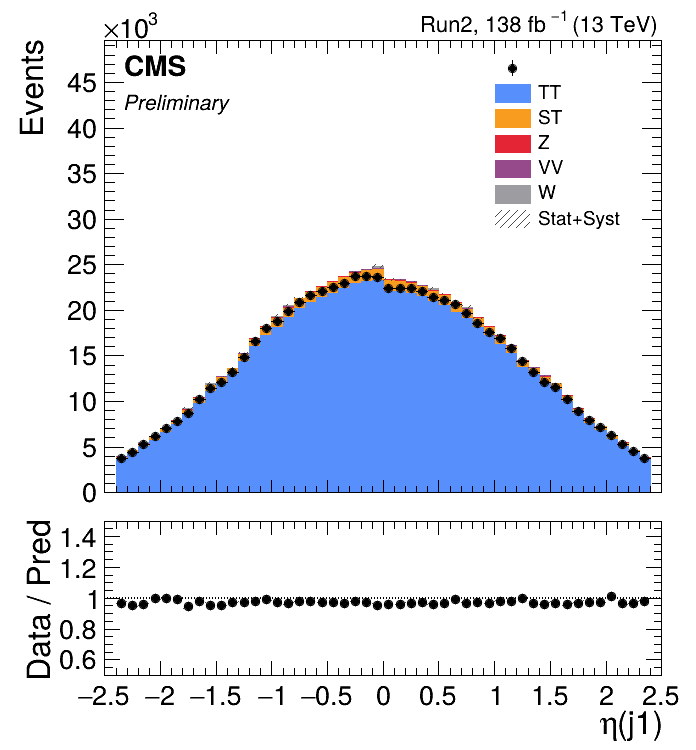 ×10³ Run2, 138 fb⁻¹ (13 TeV)
CMS
Preliminary
Events
TT
ST
Z
VV
W
Stat+Syst
45
40
35
30
25
20
15
10
5
0
Data / Pred
1.4
1.2
1
0.8
0.6
−2.5 −2 −1.5 −1 −0.5 0 0.5 1 1.5 2 2.5
η(j1)